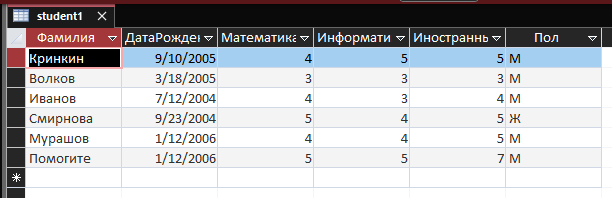 student1
Фамилия ДатаРожден Математика Информати Иностранны Пол
Кринкин 9/10/2005 4 5 5 М
Волков 3/18/2005 3 3 3 М
Иванов 7/12/2004 4 3 4 М
Смирнова 9/23/2004 5 4 5 Ж
Мурашов 1/12/2006 4 4 5 М
Помогите 1/12/2006 5 5 7 М